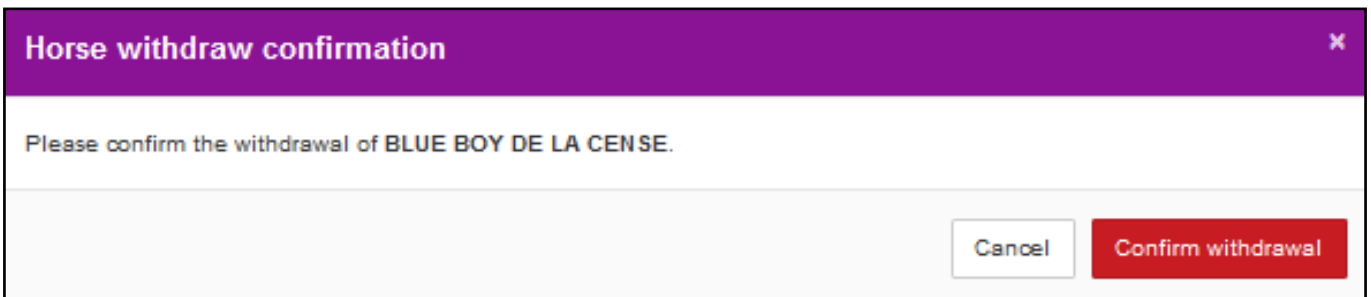 Horse withdraw confirmation ×
Please confirm the withdrawal of BLUE BOY DE LA CENSE.
Cancel Confirm withdrawal